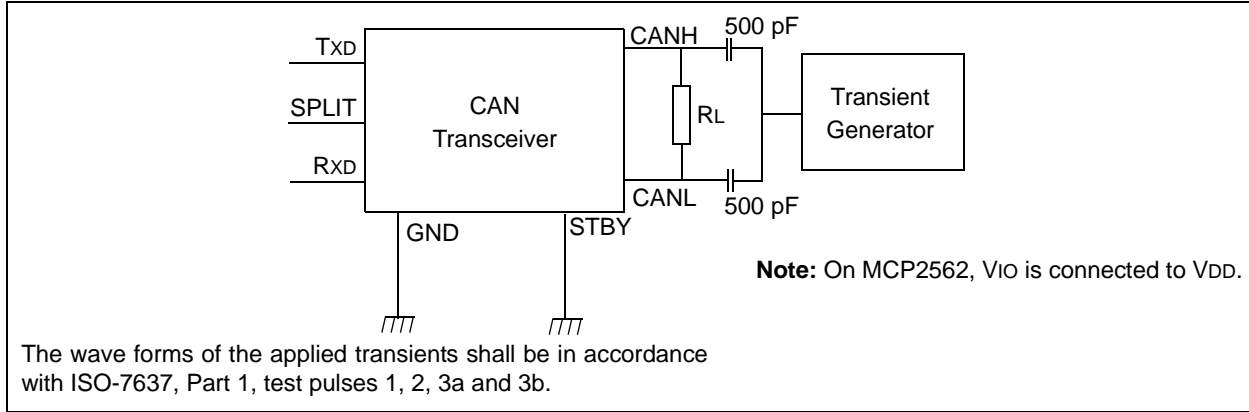 500 pF
CANH
TXD
SPLIT
CAN
Transceiver
RL
Transient
Generator
RXD
CANL
500 pF
GND
STBY
Note: On MCP2562, VIO is connected to VDD.
The wave forms of the applied transients shall be in accordance
with ISO-7637, Part 1, test pulses 1, 2, 3a and 3b.